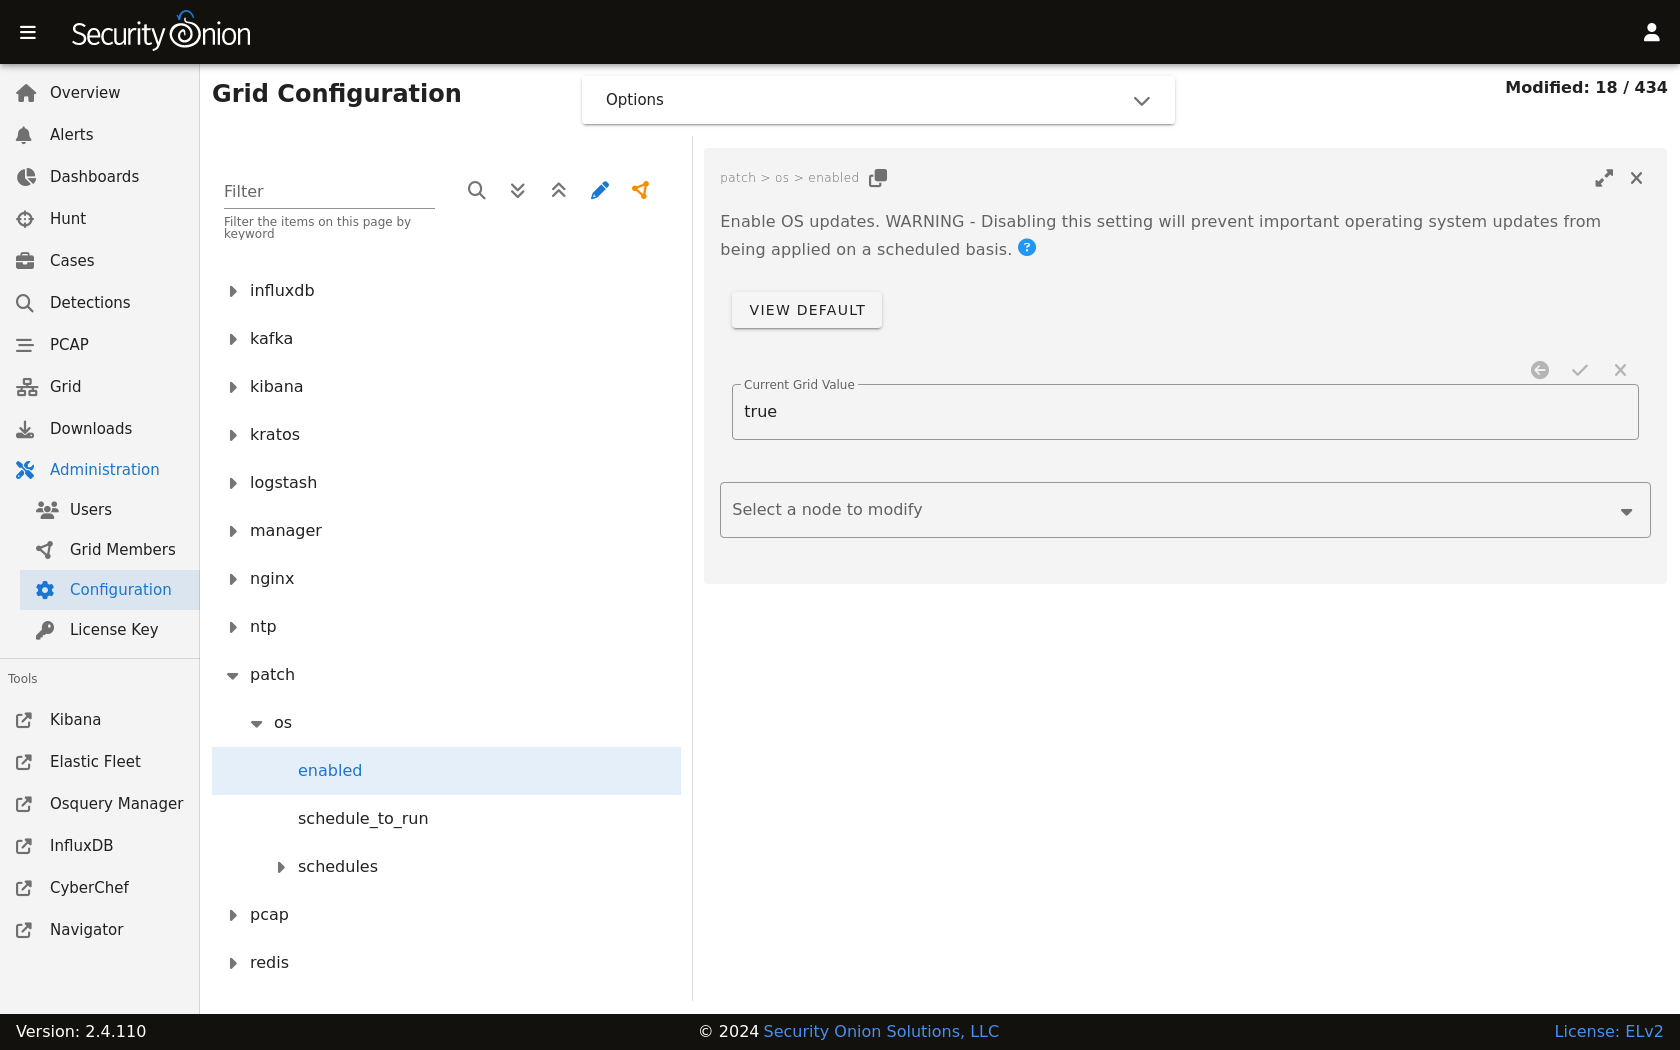 Security Onion
Overview
Alerts
Dashboards
Hunt
Cases
Detections
PCAP
Grid
Downloads
Administration
Users
Grid Members
Configuration
License Key
Tools
Kibana
Elastic Fleet
Osquery Manager
InfluxDB
CyberChef
Navigator
Grid Configuration
Options
Modified: 18 / 434
Filter
Filter the items on this page by
keyword
influxdb
kafka
kibana
kratos
logstash
manager
nginx
ntp
patch
os
enabled
schedule_to_run
schedules
pcap
redis
patch > os > enabled
Enable OS updates. WARNING - Disabling this setting will prevent important operating system updates from
being applied on a scheduled basis. ?
VIEW DEFAULT
Current Grid Value
true
Select a node to modify
Version: 2.4.110
© 2024 Security Onion Solutions, LLC
License: ELv2